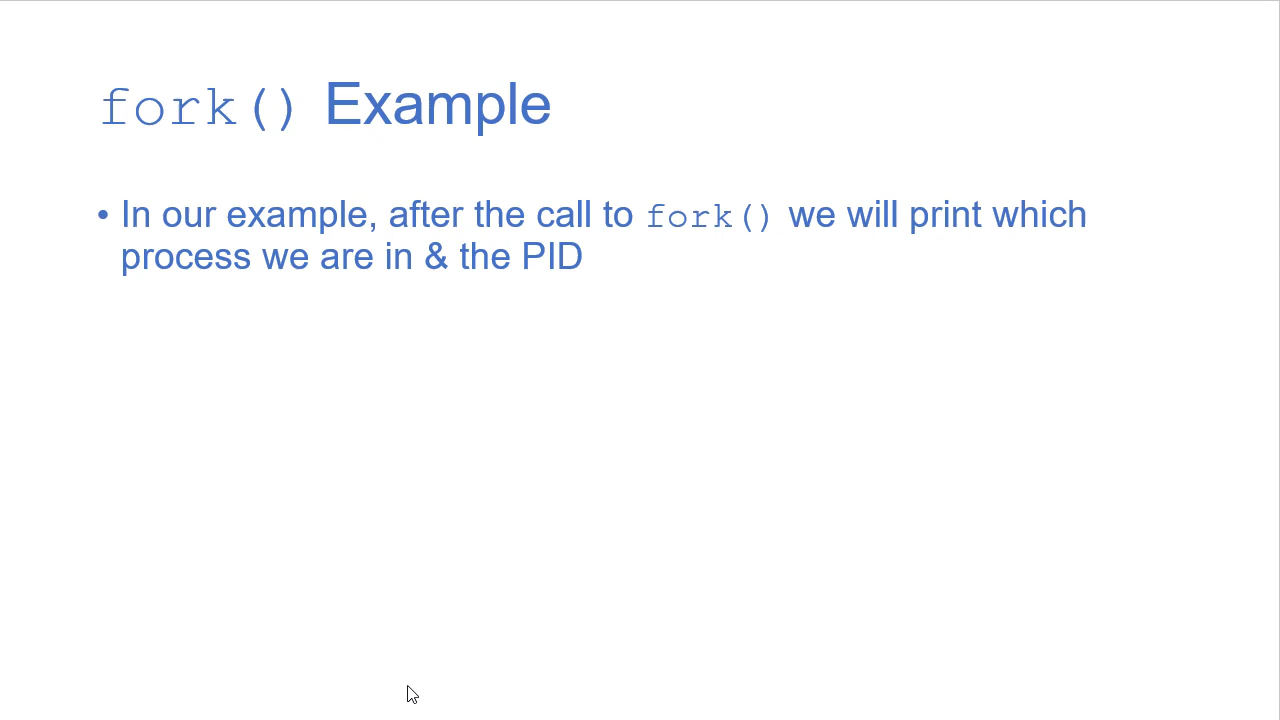 fork() Example
• In our example, after the call to fork() we will print which
process we are in & the PID